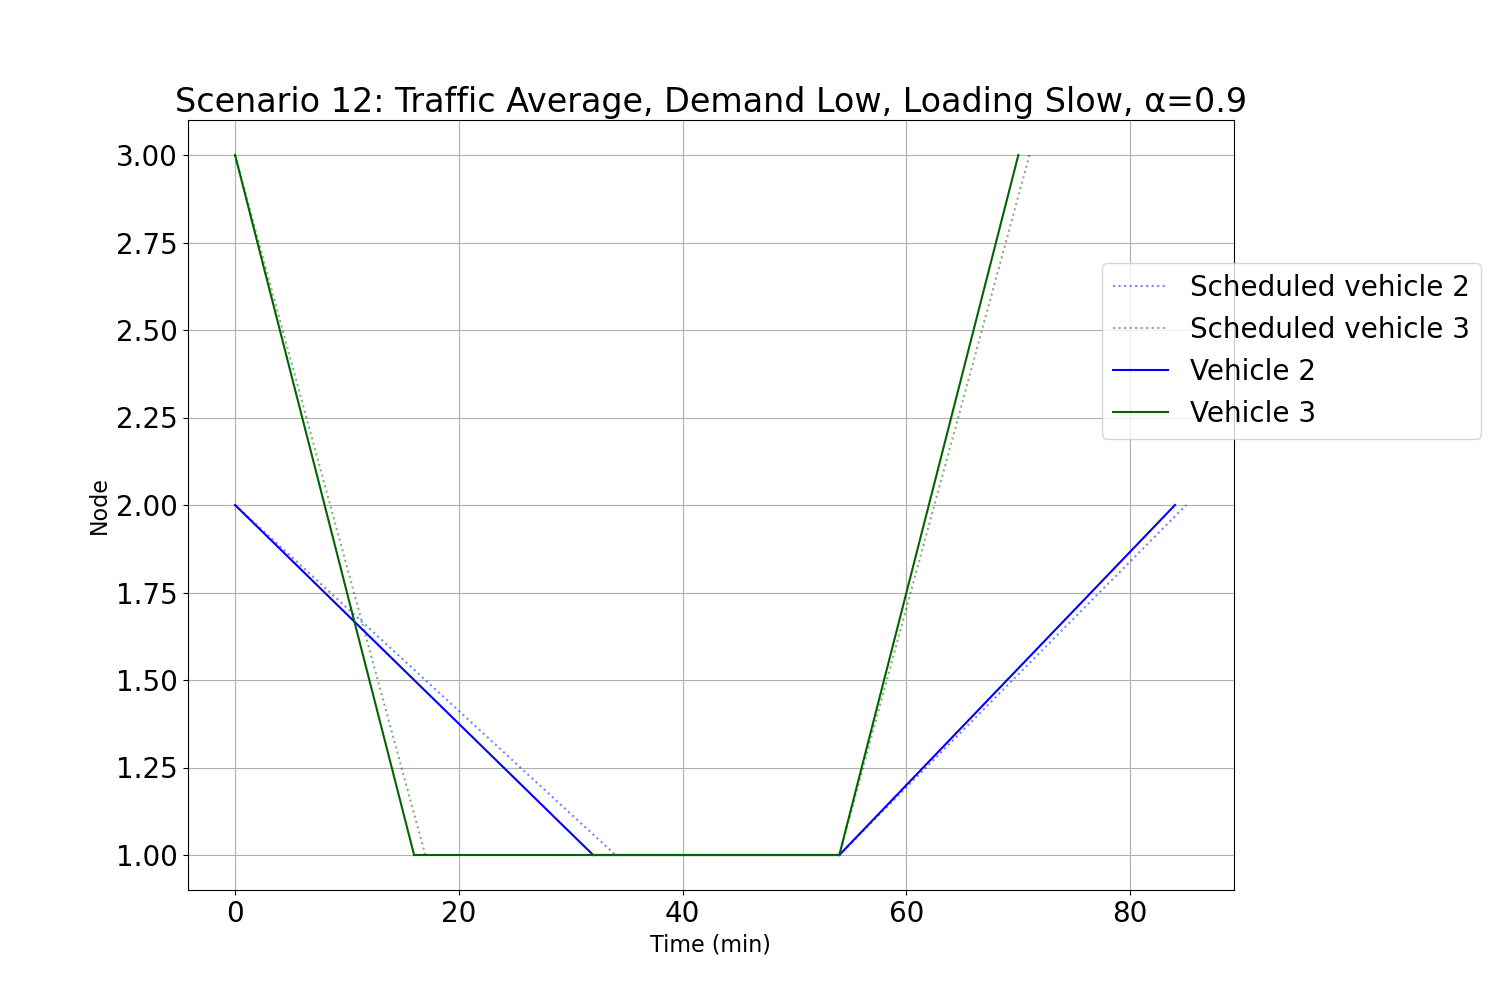 Scenario 12: Traffic Average, Demand Low, Loading Slow, α=0.9
3.00
2.75
2.50
2.25
2.00
1.75
1.50
1.25
1.00
Node
0 20 40 60 80
Time (min)
Scheduled vehicle 2
Scheduled vehicle 3
Vehicle 2
Vehicle 3